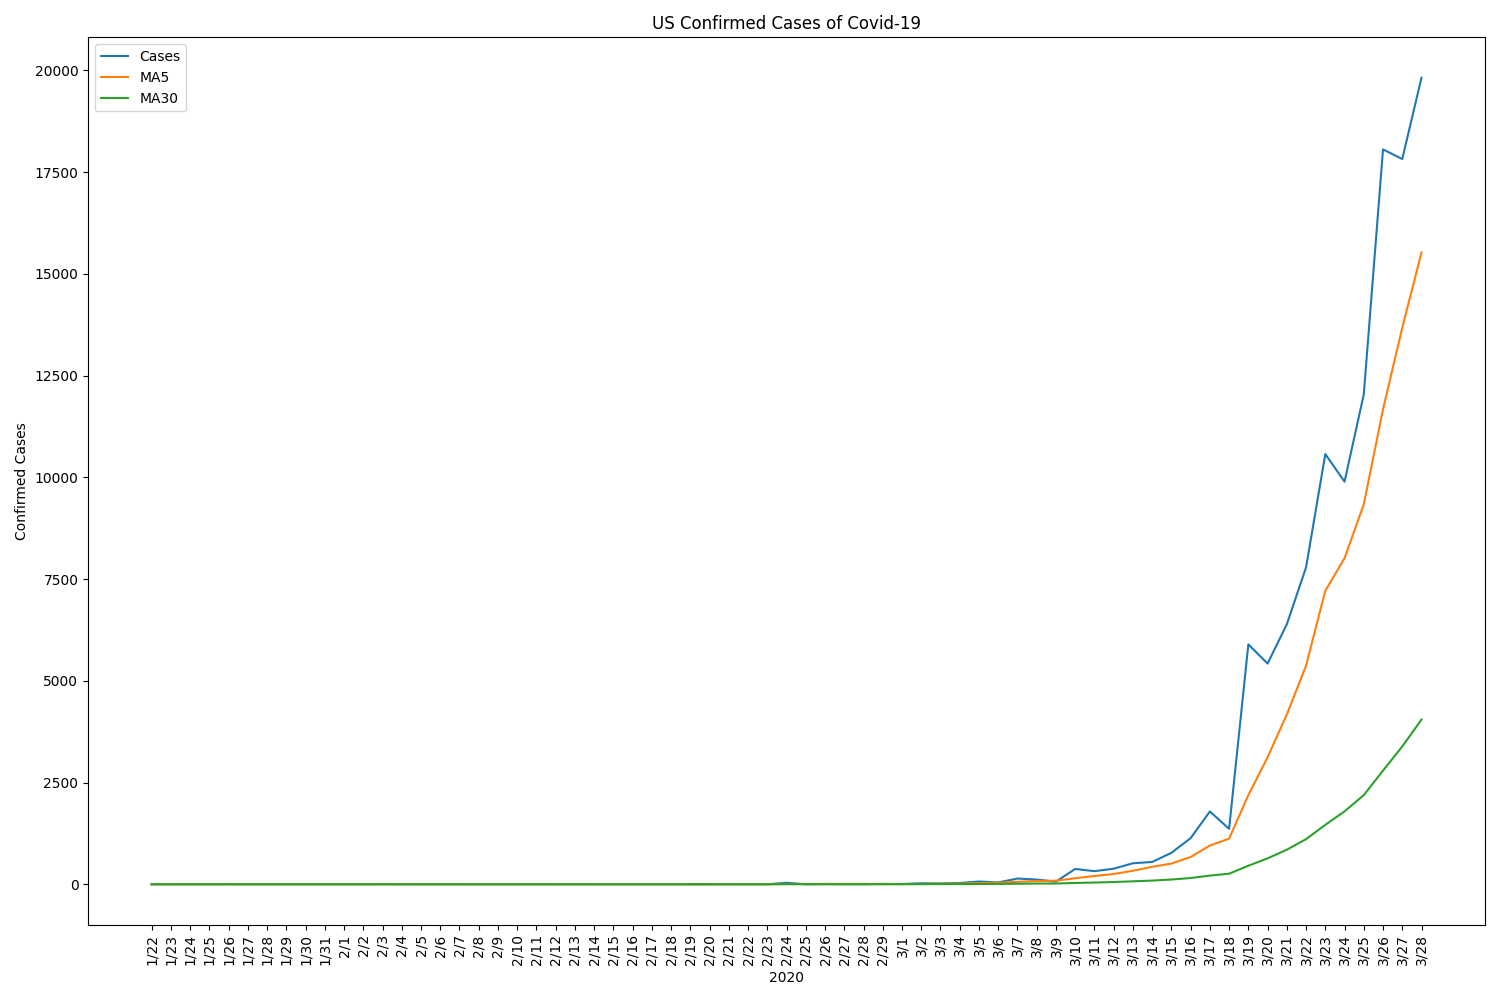 US Confirmed Cases of Covid-19
Cases
MA5
MA30
20000
17500
15000
12500
10000
7500
5000
2500
0
Confirmed Cases
1/22 1/23 1/24 1/25 1/26 1/27 1/28 1/29 1/30 1/31 2/1 2/2 2/3 2/4 2/5 2/6 2/7 2/8 2/9 2/10 2/11 2/12 2/13 2/14 2/15 2/16 2/17 2/18 2/19 2/20 2/21 2/22 2/23 2/24 2/25 2/26 2/27 2/28 2/29 3/1 3/2 3/3 3/4 3/5 3/6 3/7 3/8 3/9 3/10 3/11 3/12 3/13 3/14 3/15 3/16 3/17 3/18 3/19 3/20 3/21 3/22 3/23 3/24 3/25 3/26 3/27 3/28
2020